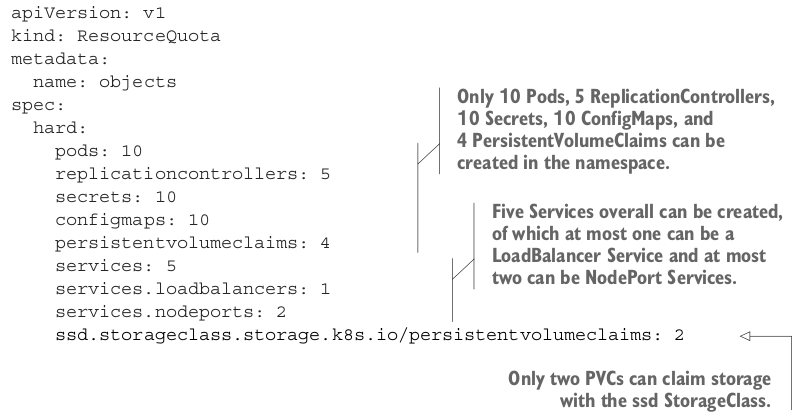 apiVersion: v1
kind: ResourceQuota
metadata:
  name: objects
spec:
  hard:
    pods: 10
    replicationcontrollers: 5
    secrets: 10
    configmaps: 10
    persistentvolumeclaims: 4
    services: 5
    services.loadbalancers: 1
    services.nodeports: 2
    ssd.storageclass.storage.k8s.io/persistentvolumeclaims: 2
Only 10 Pods, 5 ReplicationControllers,
10 Secrets, 10 ConfigMaps, and
4 PersistentVolumeClaims can be
created in the namespace.
Five Services overall can be created,
of which at most one can be a
LoadBalancer Service and at most
two can be NodePort Services.
Only two PVCs can claim storage
with the ssd StorageClass.